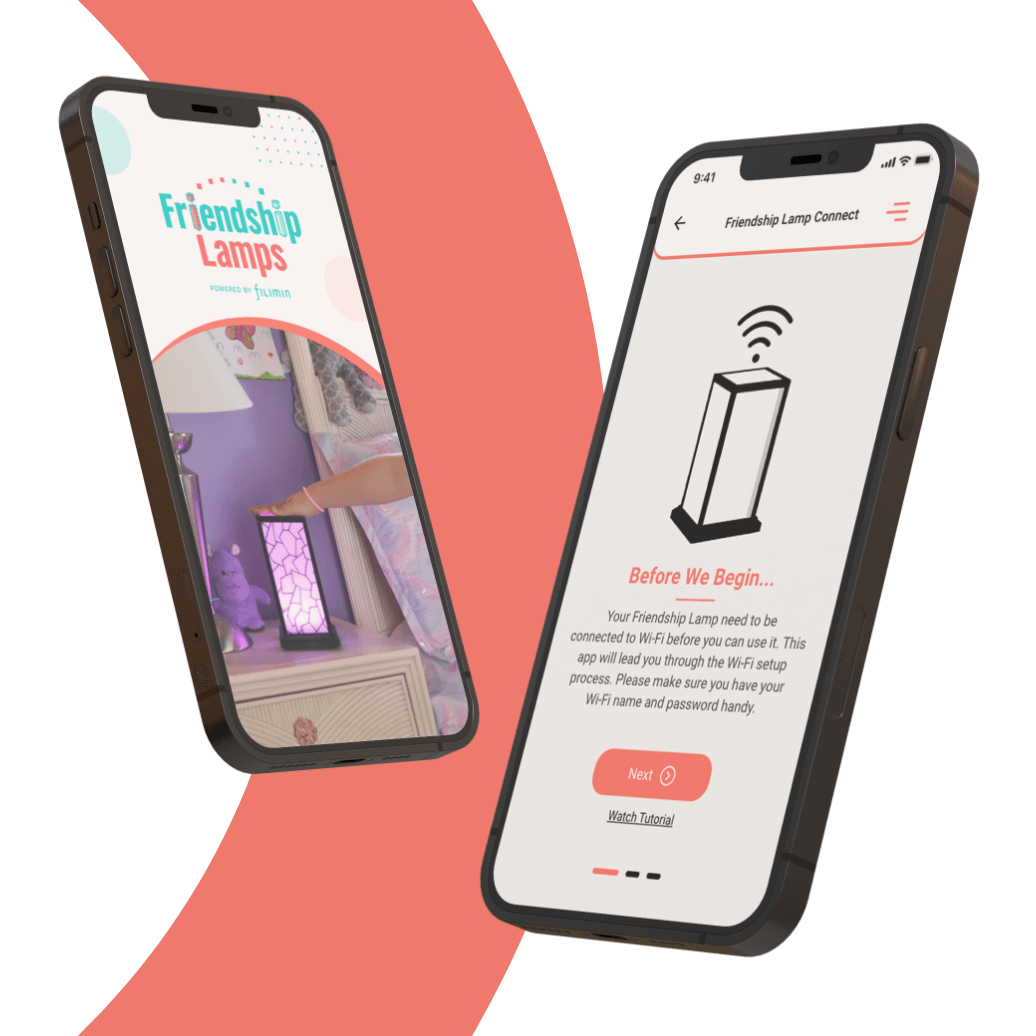 Friendship
Lamps
POWERED BY filimin
9:41
Friendship Lamp Connect
Before We Begin...
Your Friendship Lamp need to be
connected to Wi-Fi before you can use it. This
app will lead you through the Wi-Fi setup
process. Please make sure you have your
Wi-Fi name and password handy.
Next
Watch Tutorial